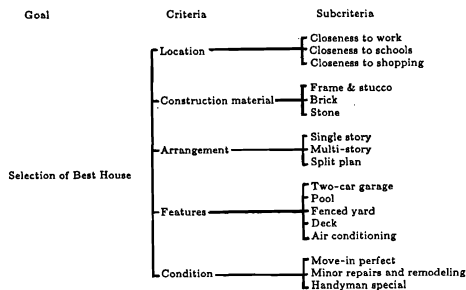 Goal Criteria Subcriteria
Closeness to work
Location Closeness to schools
Closeness to shopping
Frame & stucco
Construction material Brick
Stone
Single story
Arrangement Multi-story
Split plan
Selection of Best House
Two-car garage
Pool
Features Fenced yard
Deck
Air conditioning
Move-in perfect
Condition Minor repairs and remodeling
Handyman special